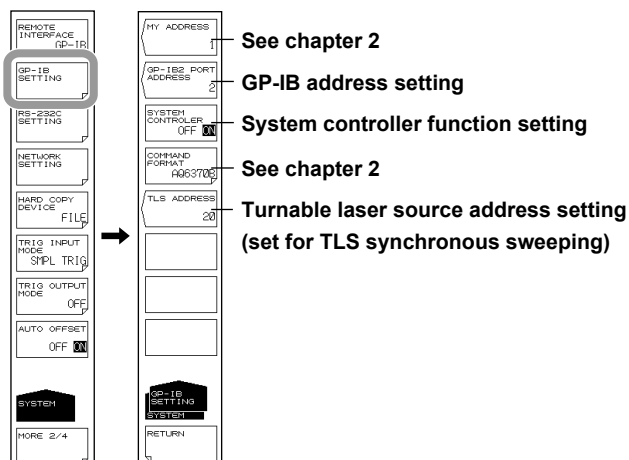 REMOTE
INTERFACE
GP-IB
GP-IB
SETTING
RS-232C
SETTING
NETWORK
SETTING
HARD COPY
DEVICE
FILE
TRIG INPUT
MODE
SMPL TRIG
TRIG OUTPUT
MODE
OFF
AUTO OFFSET
OFF ON
SYSTEM
MORE 2/4
MY ADDRESS
1
See chapter 2
GP-IB2 PORT
ADDRESS
2
GP-IB address setting
SYSTEM
CONTROLER
OFF ON
System controller function setting
COMMAND
FORMAT
AQ6370B
See chapter 2
TLS ADDRESS
20
Turnable laser source address setting
(set for TLS synchronous sweeping)
GP-IB
SETTING
SYSTEM
RETURN